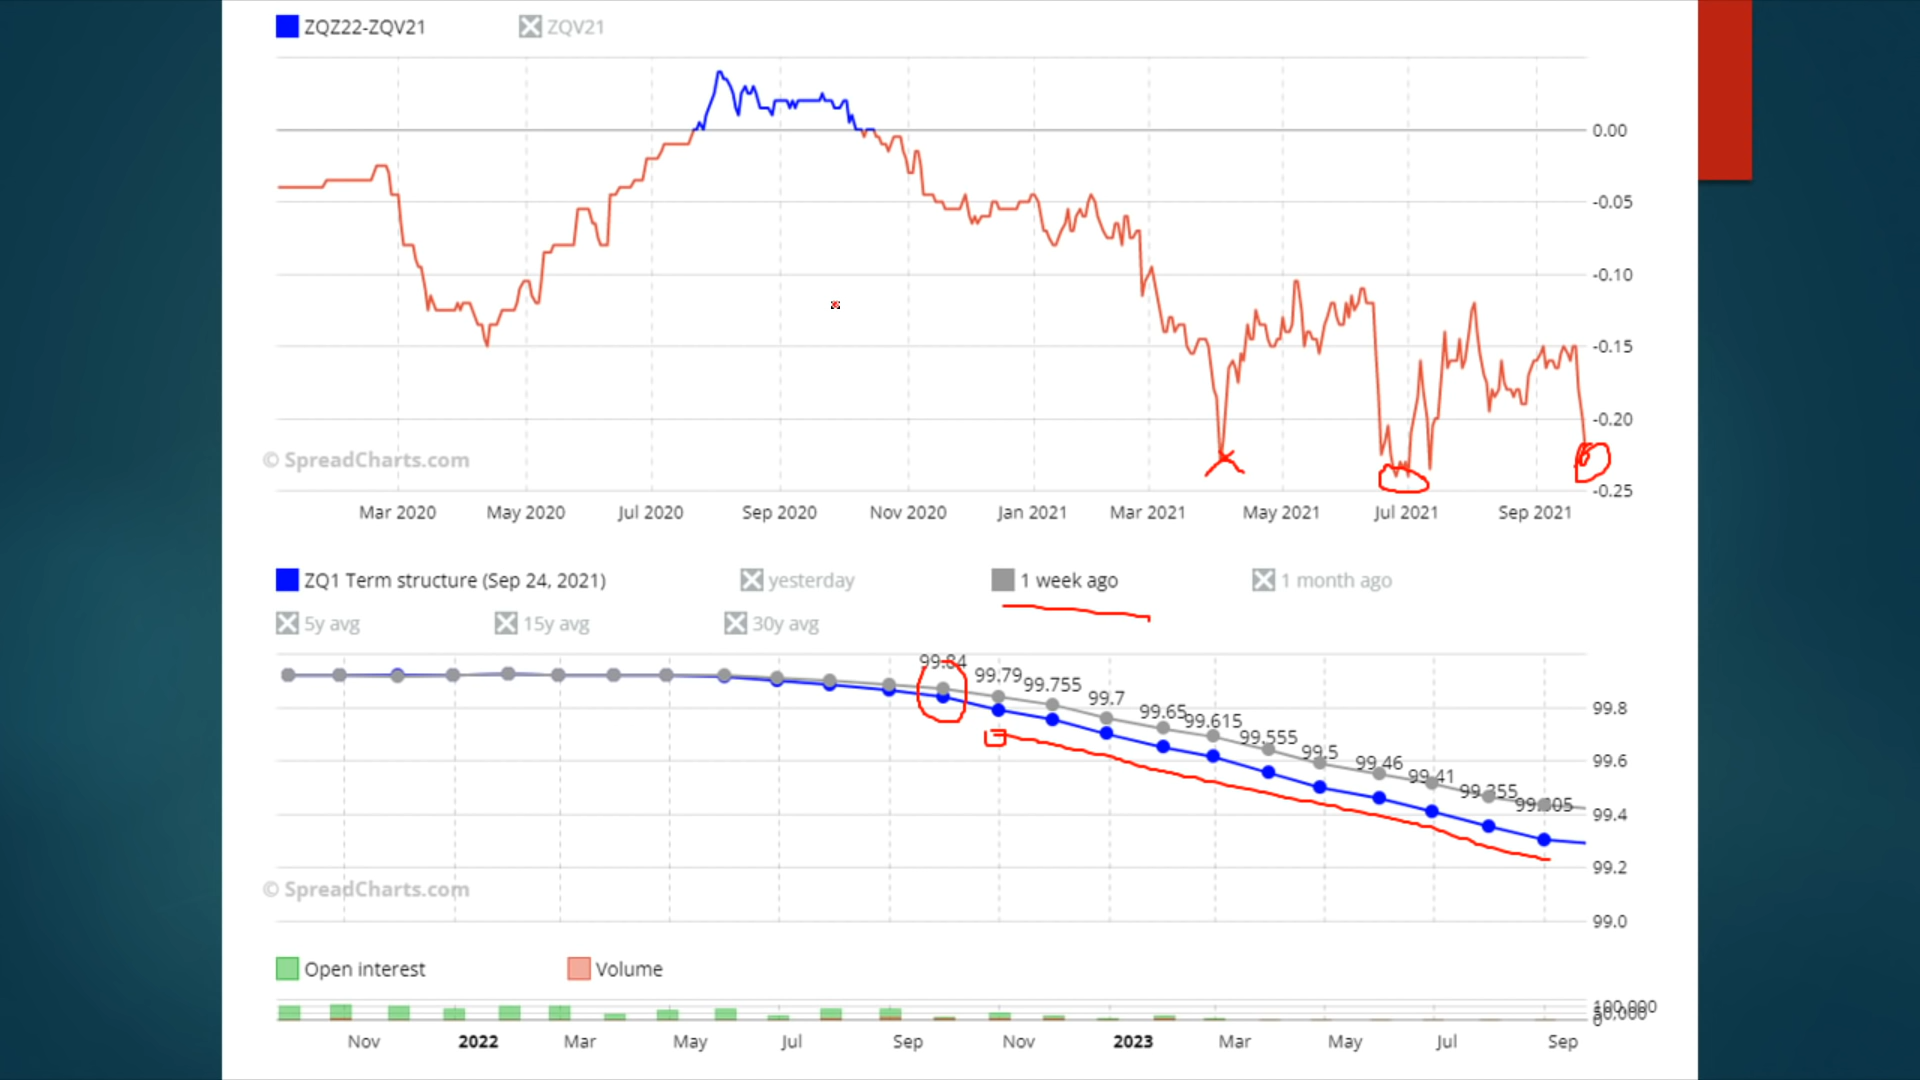 ZQZ22-ZQV21 ZQV21
0.00
-0.05
-0.10
-0.15
-0.20
-0.25
© SpreadCharts.com
Mar 2020 May 2020 Jul 2020 Sep 2020 Nov 2020 Jan 2021 Mar 2021 May 2021 Jul 2021 Sep 2021
ZQ1 Term structure (Sep 24, 2021) yesterday 1 week ago 1 month ago
5y avg 15y avg 30y avg
99.84 99.79 99.755 99.7 99.65 99.615 99.555 99.5 99.46 99.41 99.355 99.305
99.8
99.6
99.4
99.2
99.0
© SpreadCharts.com
Open interest Volume
100,000
50,000
0
Nov 2022 Mar May Jul Sep Nov 2023 Mar May Jul Sep